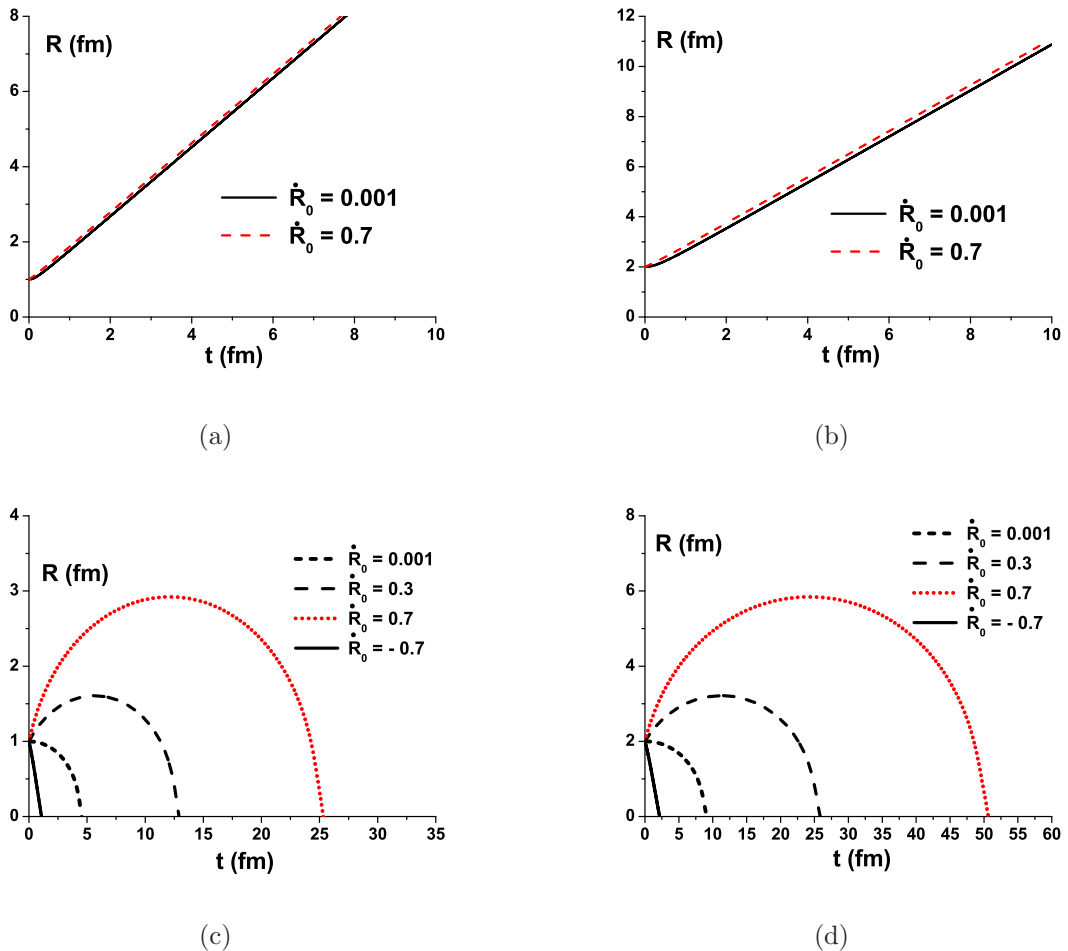 R (fm)
8
6
4
2
0
Ṙ₀ = 0.001
Ṙ₀ = 0.7
0 2 4 6 8 10
t (fm)
(a)
R (fm)
12
10
8
6
4
2
0
Ṙ₀ = 0.001
Ṙ₀ = 0.7
0 2 4 6 8 10
t (fm)
(b)
R (fm)
4
3
2
1
0
Ṙ₀ = 0.001
Ṙ₀ = 0.3
Ṙ₀ = 0.7
Ṙ₀ = - 0.7
0 5 10 15 20 25 30 35
t (fm)
(c)
R (fm)
8
6
4
2
0
Ṙ₀ = 0.001
Ṙ₀ = 0.3
Ṙ₀ = 0.7
Ṙ₀ = - 0.7
0 5 10 15 20 25 30 35 40 45 50 55 60
t (fm)
(d)